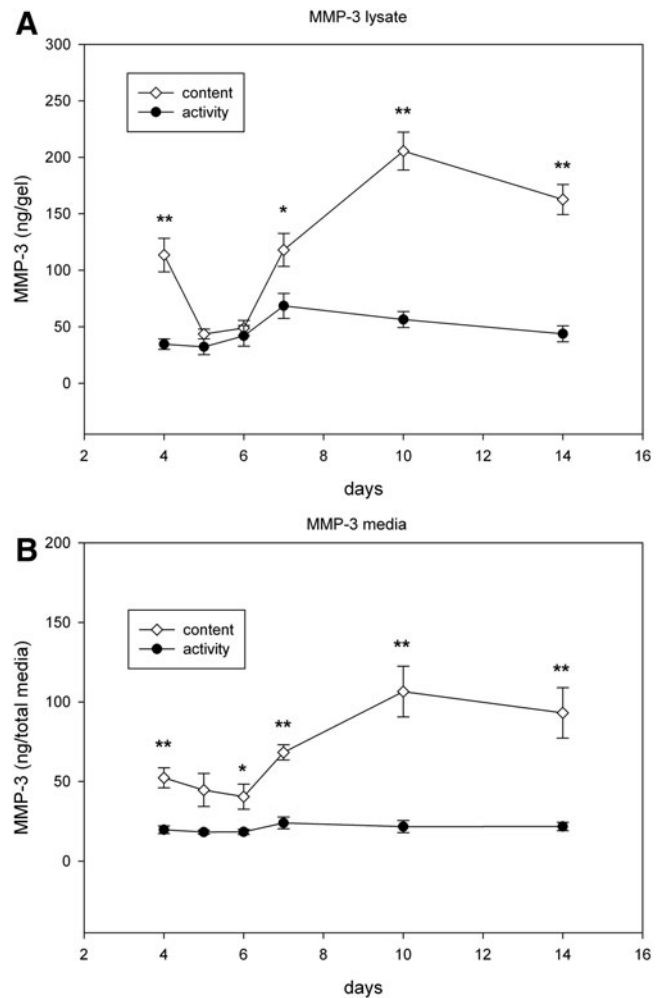 A
MMP-3 lysate
300
250
200
150
100
50
0
MMP-3 (ng/gel)
content
activity
**
*
**
**
2 4 6 8 10 12 14 16
days
B
MMP-3 media
200
150
100
50
0
MMP-3 (ng/total media)
content
activity
**
*
**
**
**
2 4 6 8 10 12 14 16
days